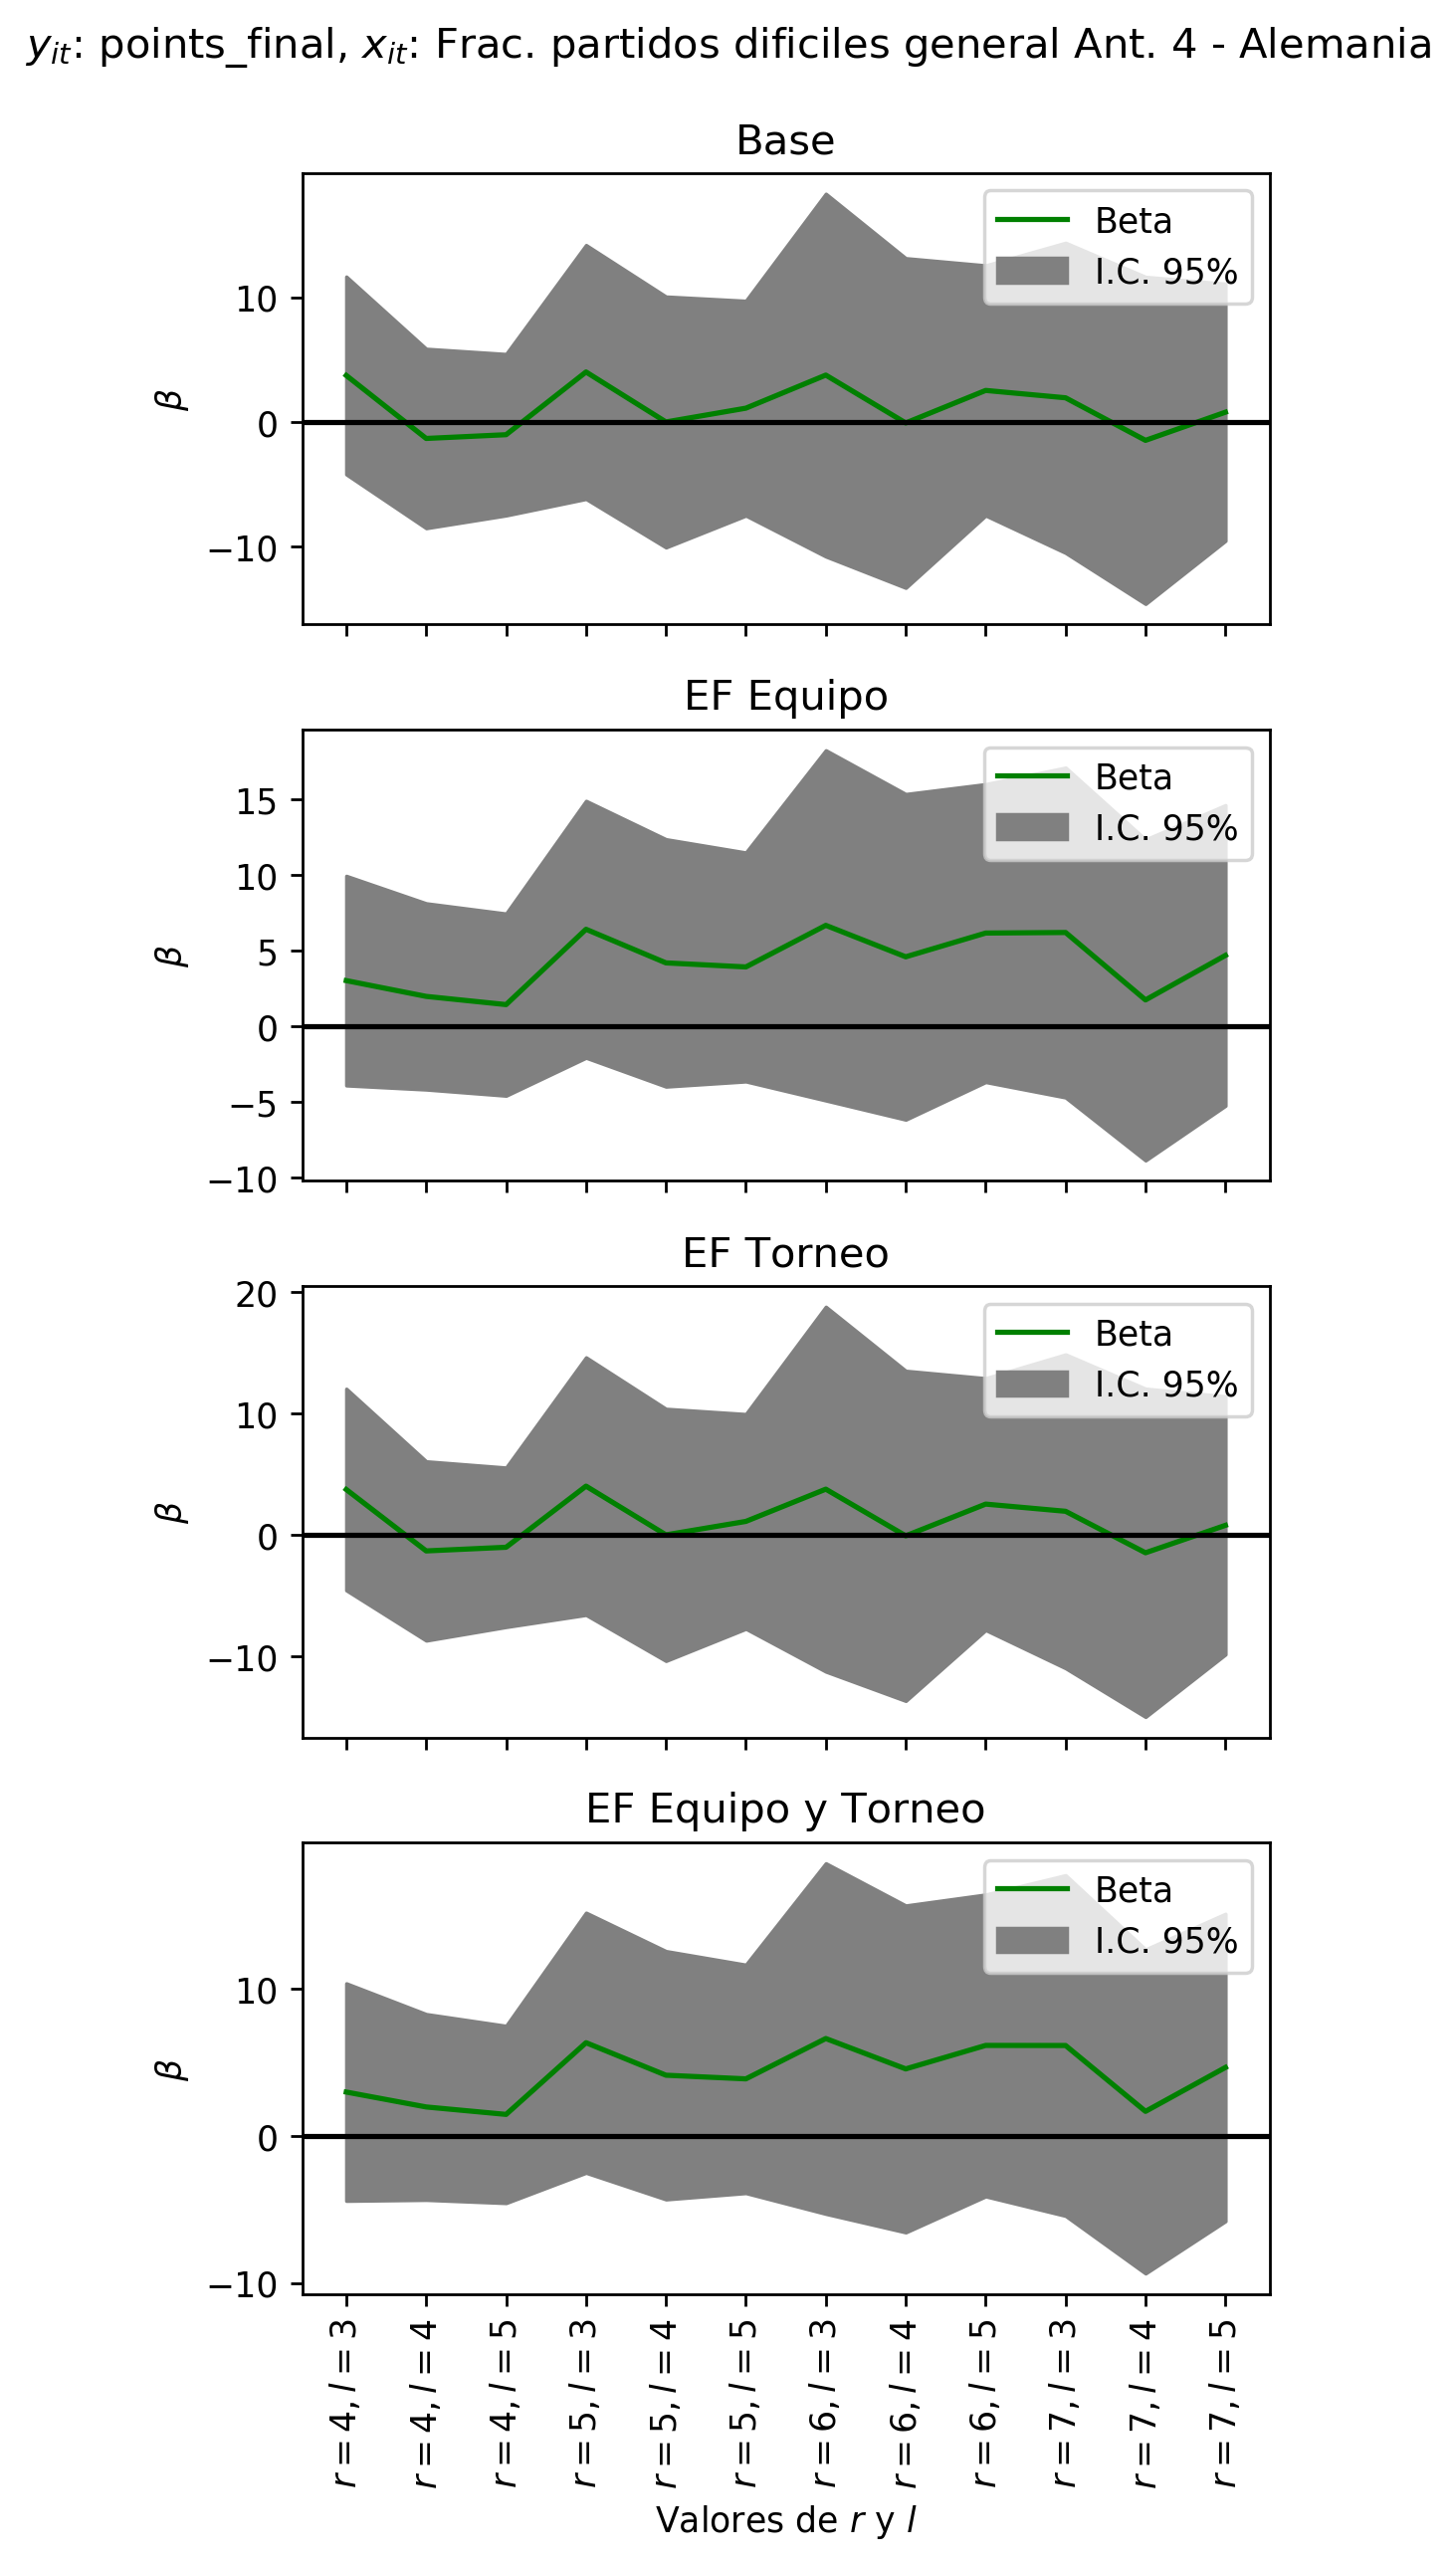 y_it: points_final, x_it: Frac. partidos dificiles general Ant. 4 - Alemania
Base
Beta
I.C. 95%
10
0
−10
β
EF Equipo
Beta
I.C. 95%
15
10
5
0
−5
−10
β
EF Torneo
Beta
I.C. 95%
20
10
0
−10
β
EF Equipo y Torneo
Beta
I.C. 95%
10
0
−10
β
r = 4, l = 3
r = 4, l = 4
r = 4, l = 5
r = 5, l = 3
r = 5, l = 4
r = 5, l = 5
r = 6, l = 3
r = 6, l = 4
r = 6, l = 5
r = 7, l = 3
r = 7, l = 4
r = 7, l = 5
Valores de r y l